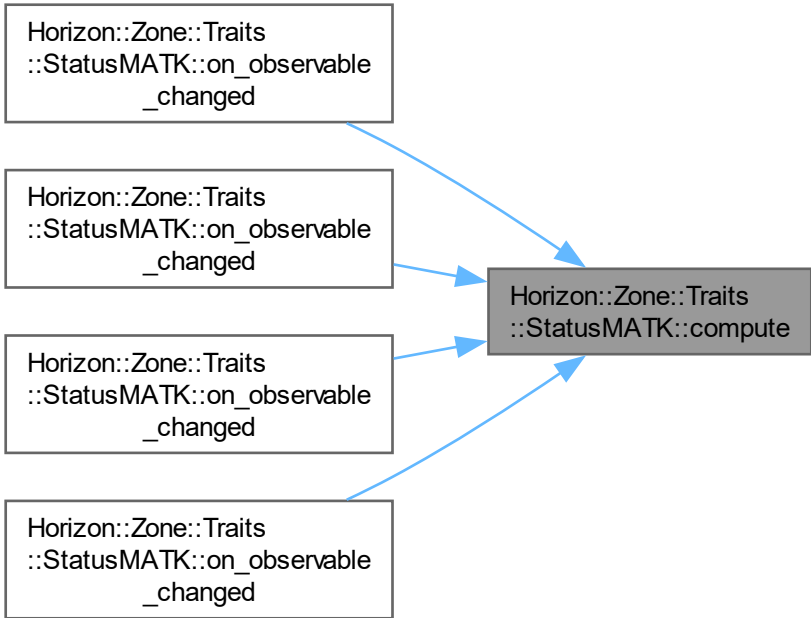 Horizon::Zone::Traits
::StatusMATK::on_observable
_changed
Horizon::Zone::Traits
::StatusMATK::on_observable
_changed
Horizon::Zone::Traits
::StatusMATK::compute
Horizon::Zone::Traits
::StatusMATK::on_observable
_changed
Horizon::Zone::Traits
::StatusMATK::on_observable
_changed